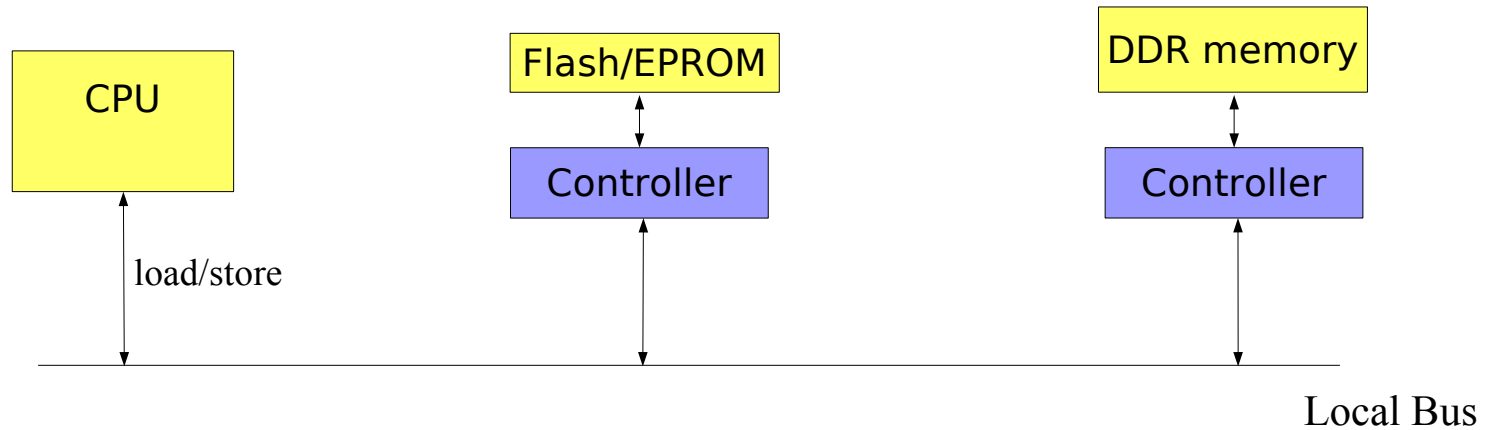 CPU
Flash/EPROM
DDR memory
Controller
Controller
load/store
Local Bus